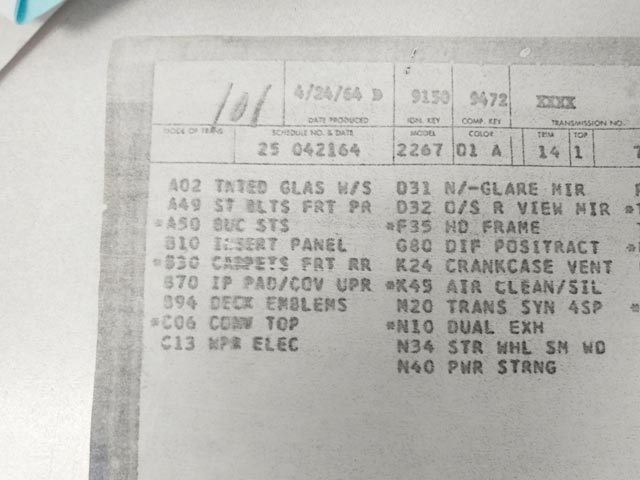 101 4/24/64 D 9150 9472 XXXX
DATE PRODUCED IGN. KEY COMP. KEY TRANSMISSION NO.
MODE OF TRANS SCHEDULE NO. & DATE MODEL COLOR TRIM TOP
25 042164 2267 01 A 14 1 7
A02 TNTED GLAS W/S D31 N/-GLARE MIR
A49 ST BLTS FRT PR D32 O/S R VIEW MIR *
*A50 BUC STS *F35 HD FRAME
B10 INSERT PANEL G80 DIF POSITRACT *
*B30 CARPETS FRT RR K24 CRANKCASE VENT
B70 IP PAD/COV UPR *K45 AIR CLEAN/SIL
B94 DECK EMBLEMS M20 TRANS SYN 4SP *
*C06 CONV TOP *N10 DUAL EXH
C13 WPR ELEC N34 STR WHL SM WD
N40 PWR STRNG